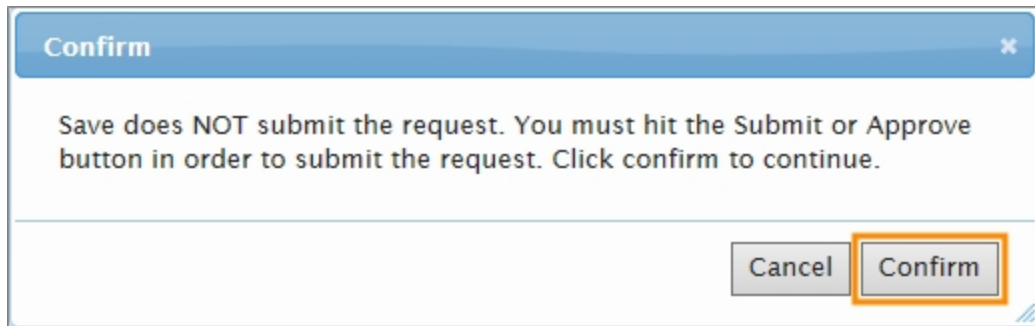 Confirm
Save does NOT submit the request. You must hit the Submit or Approve
button in order to submit the request. Click confirm to continue.
Cancel Confirm